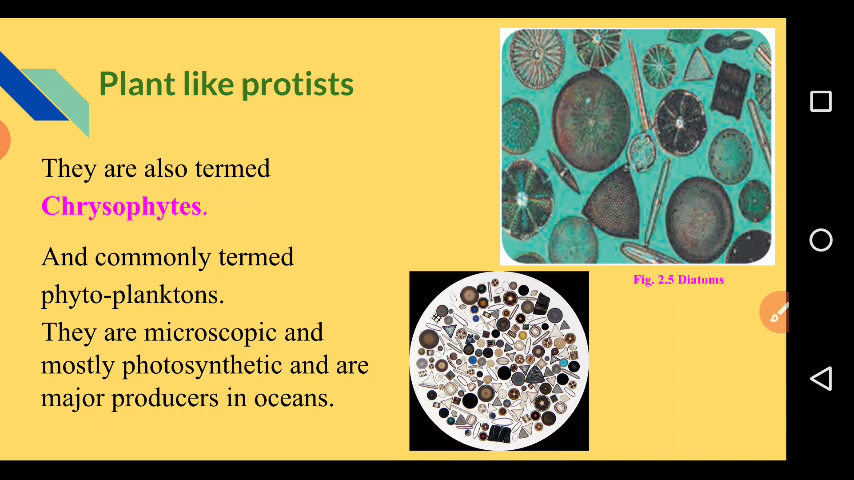 Plant like protists
They are also termed
Chrysophytes.
And commonly termed
phyto-planktons.
They are microscopic and
mostly photosynthetic and are
major producers in oceans.
Fig. 2.5 Diatoms